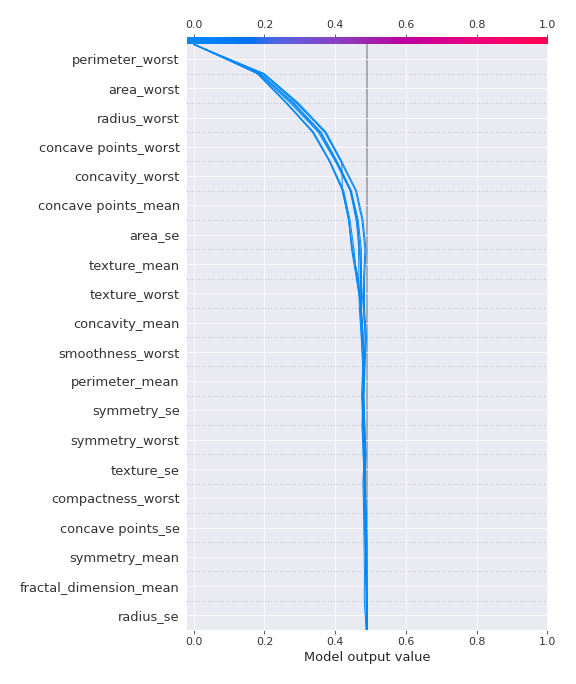 0.0 0.2 0.4 0.6 0.8 1.0
perimeter_worst
area_worst
radius_worst
concave points_worst
concavity_worst
concave points_mean
area_se
texture_mean
texture_worst
concavity_mean
smoothness_worst
perimeter_mean
symmetry_se
symmetry_worst
texture_se
compactness_worst
concave points_se
symmetry_mean
fractal_dimension_mean
radius_se
0.0 0.2 0.4 0.6 0.8 1.0
Model output value